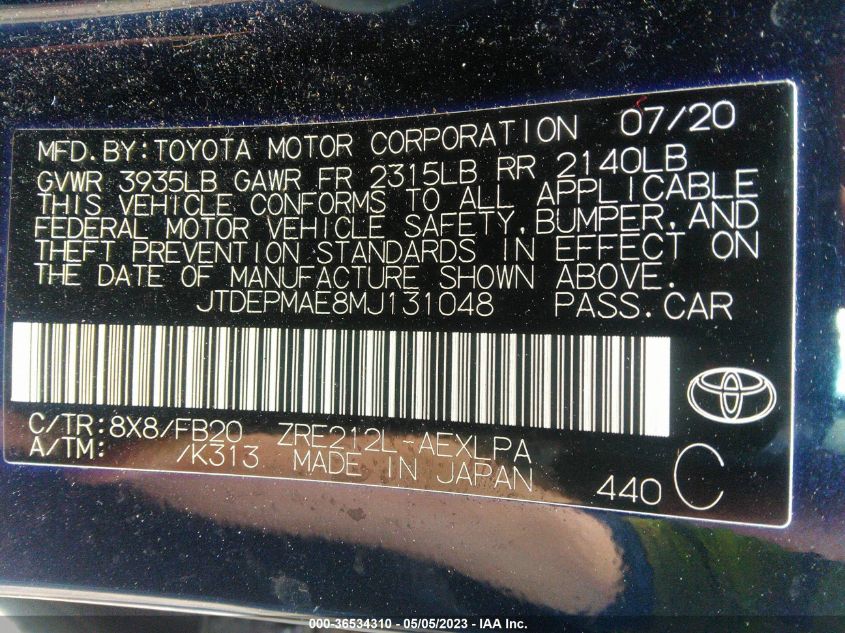 MFD.BY:TOYOTA MOTOR CORPORATION 07/20
GVWR 3935LB GAWR FR 2315LB RR 2140LB
THIS VEHICLE CONFORMS TO ALL APPLICABLE
FEDERAL MOTOR VEHICLE SAFETY, BUMPER, AND
THEFT PREVENTION STANDARDS IN EFFECT ON
THE DATE OF MANUFACTURE SHOWN ABOVE.
JTDEPMAE8MJ131048 PASS.CAR
C/TR:8X8/FB20 ZRE212L-AEXLPA
A/TM: /K313 MADE IN JAPAN
440 C
000-36534310 - 05/05/2023 - IAA Inc.